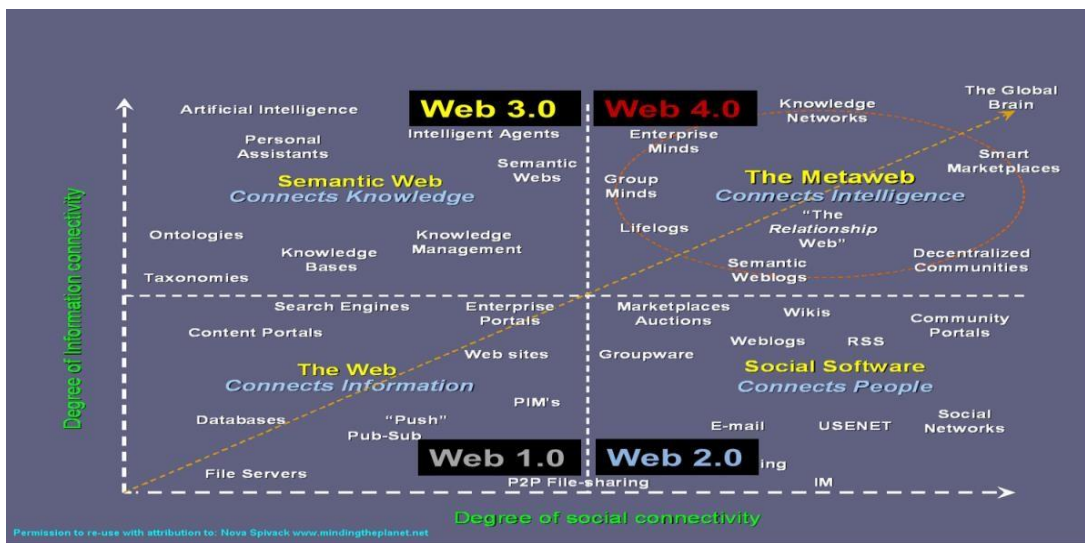 The Global
Brain
Artificial Intelligence
Web 3.0
Web 4.0
Knowledge
Networks
Personal
Assistants
Intelligent Agents
Enterprise
Minds
Semantic
Webs
Smart
Marketplaces
Semantic Web
Connects Knowledge
Group
Minds
The Metaweb
Connects Intelligence
"The
Relationship
Web"
Lifelogs
Ontologies
Knowledge
Management
Knowledge
Bases
Taxonomies
Semantic
Weblogs
Decentralized
Communities
Degree of Information connectivity
Search Engines
Enterprise
Portals
Marketplaces
Auctions
Wikis
Community
Portals
Content Portals
Weblogs
RSS
Web sites
Groupware
The Web
Connects Information
Social Software
Connects People
PIM's
Databases
"Push"
Pub-Sub
E-mail
USENET
Social
Networks
Web 1.0
Web 2.0
ing
File Servers
P2P File-sharing
IM
Degree of social connectivity
Permission to re-use with attribution to: Nova Spivack www.mindingtheplanet.net